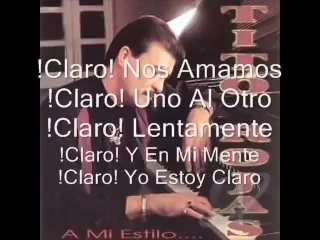 !Claro! Nos Amamos
!Claro! Uno Al Otro
!Claro! Lentamente
!Claro! Y En Mi Mente
!Claro! Yo Estoy Claro
A Mi Estilo....
TITO